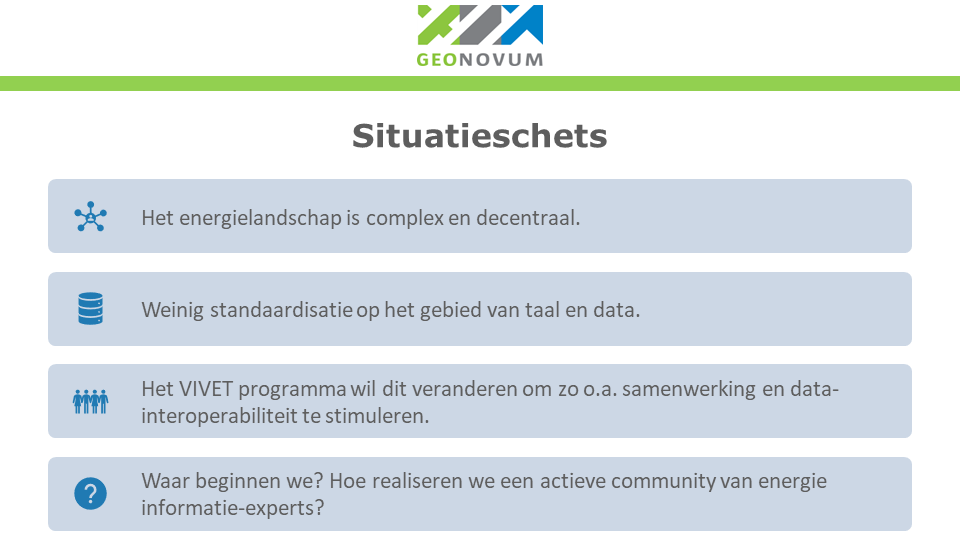 GEONOVUM
Situatieschets
Het energielandschap is complex en decentraal.
Weinig standaardisatie op het gebied van taal en data.
Het VIVET programma wil dit veranderen om zo o.a. samenwerking en data-
interoperabiliteit te stimuleren.
Waar beginnen we? Hoe realiseren we een actieve community van energie
informatie-experts?